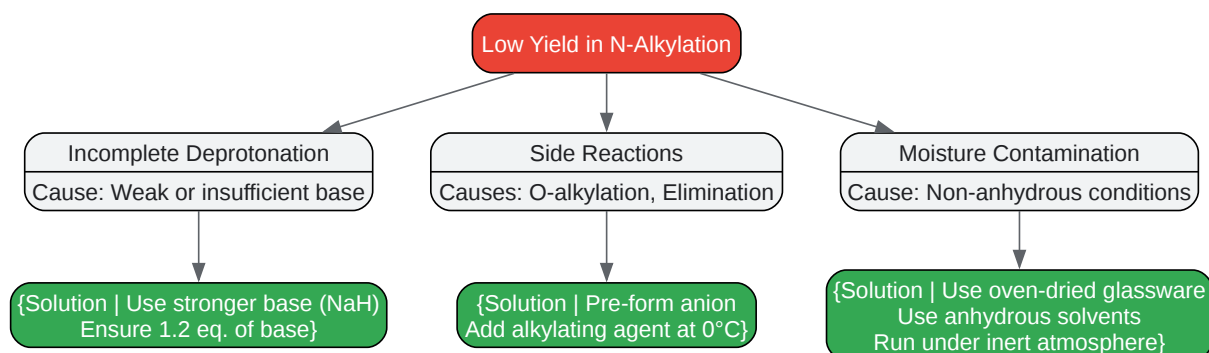 Low Yield in N-Alkylation
Incomplete Deprotonation
Cause: Weak or insufficient base
Side Reactions
Causes: O-alkylation, Elimination
Moisture Contamination
Cause: Non-anhydrous conditions
{Solution | Use stronger base (NaH)
Ensure 1.2 eq. of base}
{Solution | Pre-form anion
Add alkylating agent at 0°C}
{Solution | Use oven-dried glassware
Use anhydrous solvents
Run under inert atmosphere}